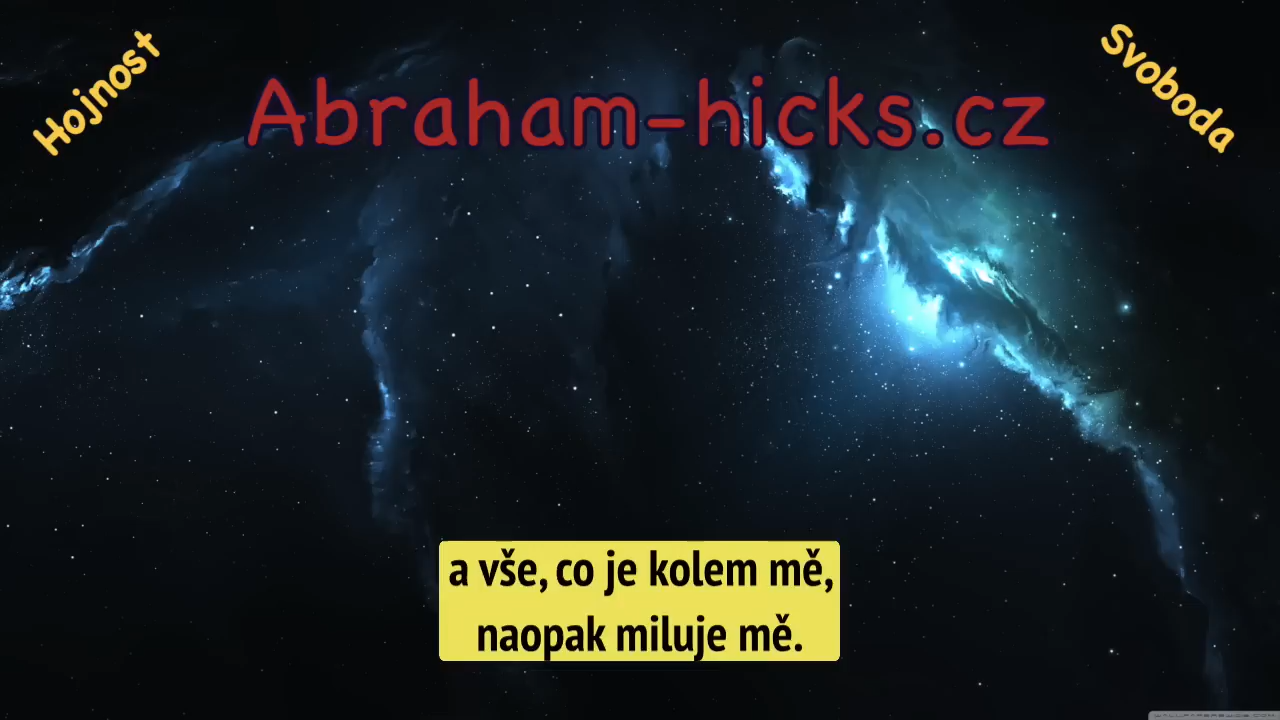 Hojnost
Svoboda
Abraham-hicks.cz
a vše, co je kolem mě,
naopak miluje mě.